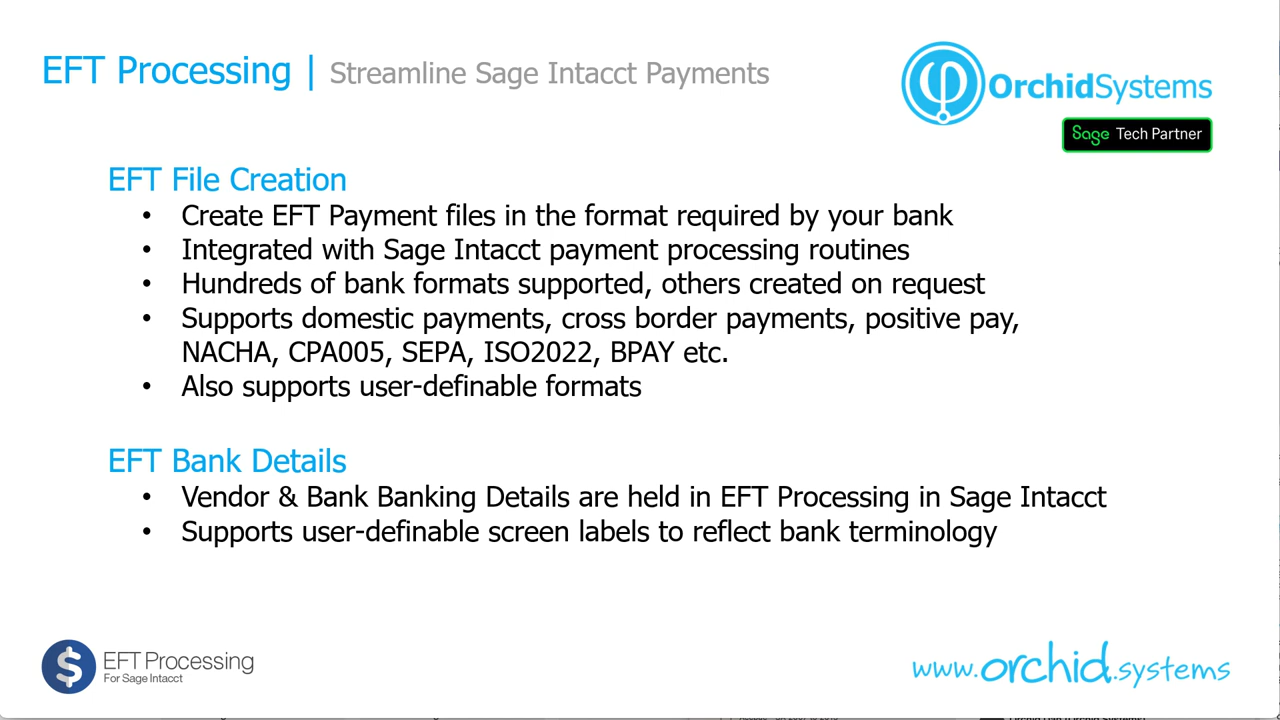 EFT Processing | Streamline Sage Intacct Payments
OrchidSystems
Sage Tech Partner
EFT File Creation
• Create EFT Payment files in the format required by your bank
• Integrated with Sage Intacct payment processing routines
• Hundreds of bank formats supported, others created on request
• Supports domestic payments, cross border payments, positive pay,
NACHA, CPA005, SEPA, ISO2022, BPAY etc.
• Also supports user-definable formats
EFT Bank Details
• Vendor & Bank Banking Details are held in EFT Processing in Sage Intacct
• Supports user-definable screen labels to reflect bank terminology
EFT Processing
For Sage Intacct
www.orchid.systems